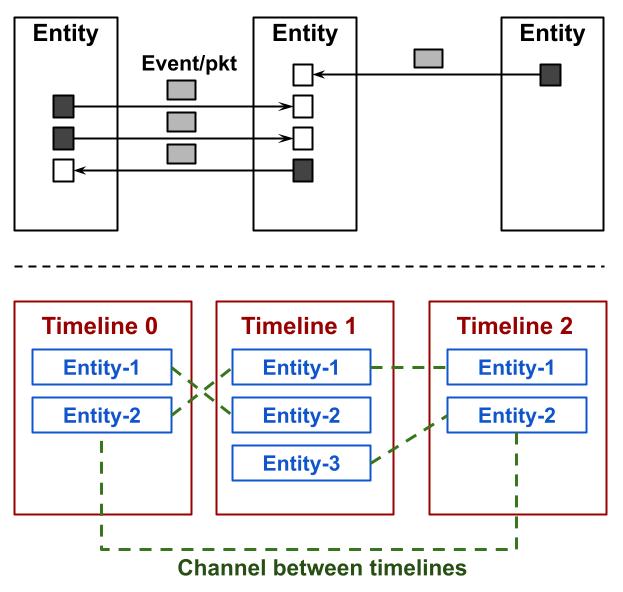 Entity
Entity
Entity
Event/pkt
Timeline 0
Timeline 1
Timeline 2
Entity-1
Entity-1
Entity-1
Entity-2
Entity-2
Entity-2
Entity-3
Channel between timelines